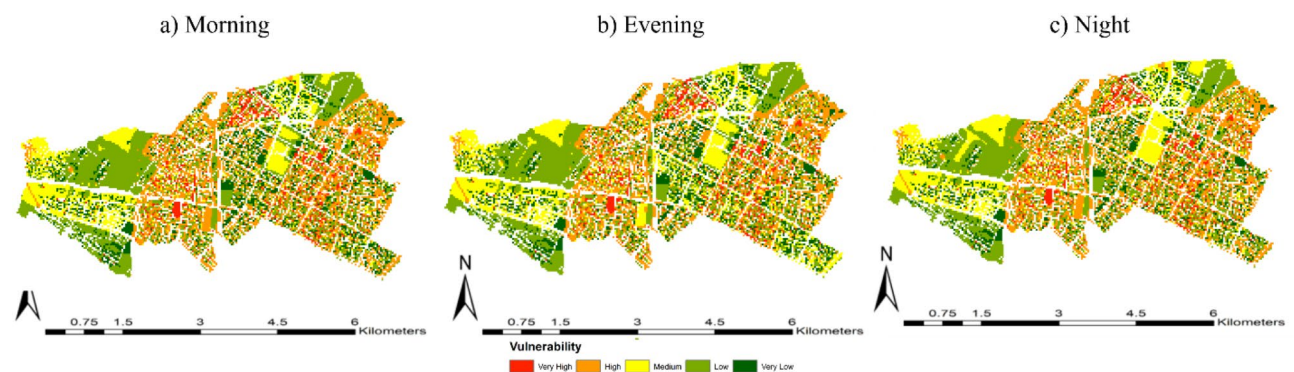 a) Morning
b) Evening
c) Night
N
N
0.75 1.5 3 4.5 6
Kilometers
0.75 1.5 3 4.5 6
Kilometers
0.75 1.5 3 4.5 6
Kilometers
Vulnerability
Very High High Medium Low Very Low